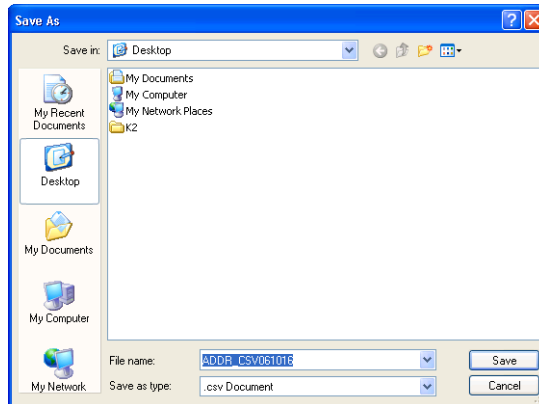 Save As
Save in: Desktop
My Documents
My Computer
My Network Places
K2
My Recent
Documents
Desktop
My Documents
My Computer
My Network
File name: ADDR_CSV061016 Save
Save as type: .csv Document Cancel